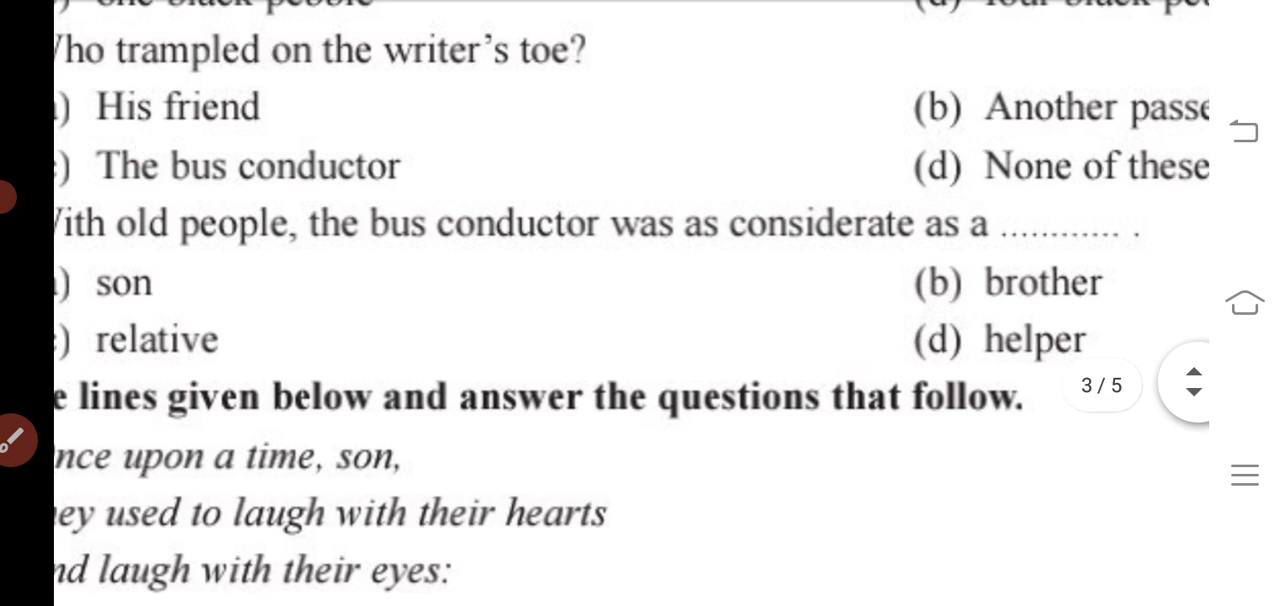 ho trampled on the writer's toe?
) His friend
(b) Another passe
) The bus conductor
(d) None of these
ith old people, the bus conductor was as considerate as a ............ .
) son
(b) brother
) relative
(d) helper
e lines given below and answer the questions that follow.
3 / 5
nce upon a time, son,
ey used to laugh with their hearts
nd laugh with their eyes: